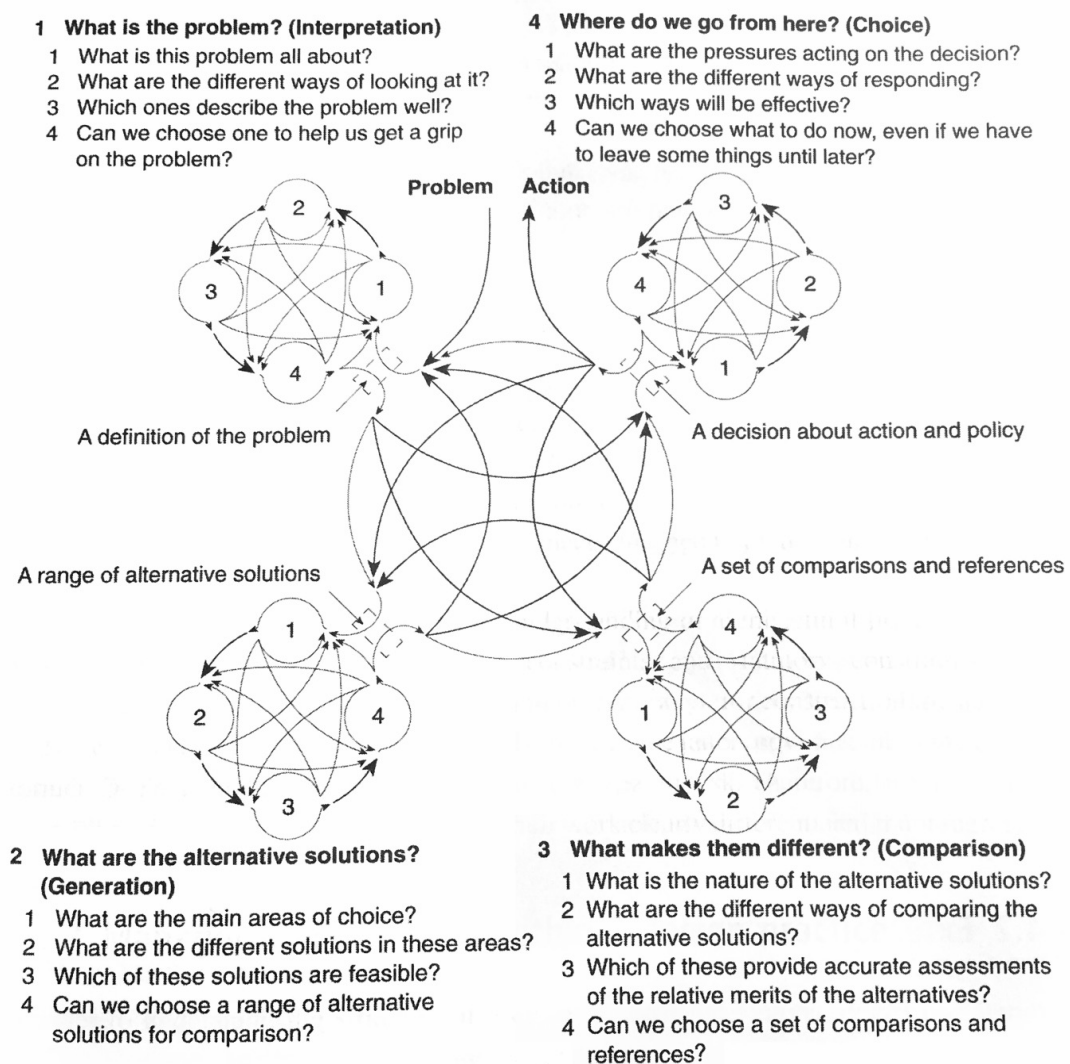 1 What is the problem? (Interpretation)
1 What is this problem all about?
2 What are the different ways of looking at it?
3 Which ones describe the problem well?
4 Can we choose one to help us get a grip
on the problem?
4 Where do we go from here? (Choice)
1 What are the pressures acting on the decision?
2 What are the different ways of responding?
3 Which ways will be effective?
4 Can we choose what to do now, even if we have
to leave some things until later?
Problem Action
2
3
1
4
3
4
2
1
A definition of the problem
A decision about action and policy
A range of alternative solutions
A set of comparisons and references
1
2
4
3
4
1
3
2
2 What are the alternative solutions?
(Generation)
1 What are the main areas of choice?
2 What are the different solutions in these areas?
3 Which of these solutions are feasible?
4 Can we choose a range of alternative
solutions for comparison?
3 What makes them different? (Comparison)
1 What is the nature of the alternative solutions?
2 What are the different ways of comparing the
alternative solutions?
3 Which of these provide accurate assessments
of the relative merits of the alternatives?
4 Can we choose a set of comparisons and
references?